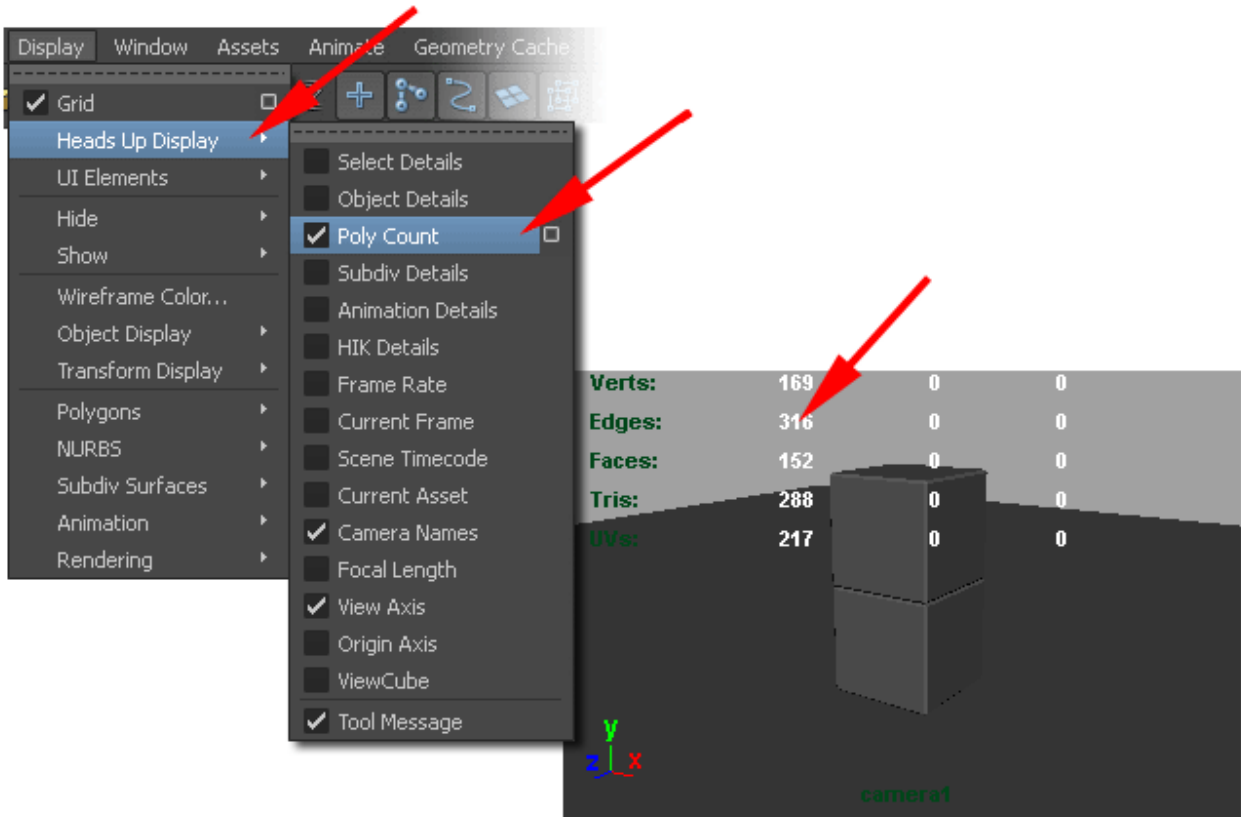 Display Window Assets Animate Geometry Cache
Grid
Heads Up Display
UI Elements
Hide
Show
Wireframe Color...
Object Display
Transform Display
Polygons
NURBS
Subdiv Surfaces
Animation
Rendering
Select Details
Object Details
Poly Count
Subdiv Details
Animation Details
HIK Details
Frame Rate
Current Frame
Scene Timecode
Current Asset
Camera Names
Focal Length
View Axis
Origin Axis
ViewCube
Tool Message
Verts: 169 0 0
Edges: 316 0 0
Faces: 152 0 0
Tris: 288 0 0
UVs: 217 0 0
y
z x
camera1